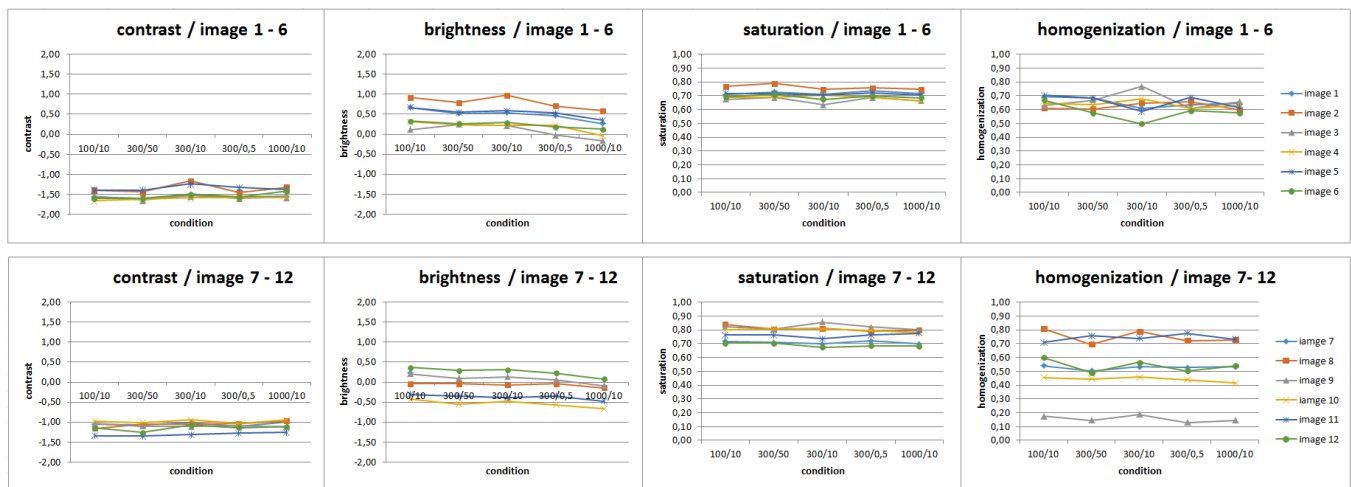 contrast / image 1 - 6
2,00
1,50
1,00
0,50
0,00
-0,50
-1,00
-1,50
-2,00
contrast
100/10 300/50 300/10 300/0,5 1000/10
condition
brightness / image 1 - 6
2,00
1,50
1,00
0,50
0,00
-0,50
-1,00
-1,50
-2,00
brightness
100/10 300/50 300/10 300/0,5 1000/10
condition
saturation / image 1 - 6
1,00
0,90
0,80
0,70
0,60
0,50
0,40
0,30
0,20
0,10
0,00
saturation
100/10 300/50 300/10 300/0,5 1000/10
condition
homogenization / image 1 - 6
1,00
0,90
0,80
0,70
0,60
0,50
0,40
0,30
0,20
0,10
0,00
homogenization
100/10 300/50 300/10 300/0,5 1000/10
condition
image 1
image 2
image 3
image 4
image 5
image 6
contrast / image 7 - 12
2,00
1,50
1,00
0,50
0,00
-0,50
-1,00
-1,50
-2,00
contrast
100/10 300/50 300/10 300/0,5 1000/10
condition
brightness / image 7 - 12
2,00
1,50
1,00
0,50
0,00
-0,50
-1,00
-1,50
-2,00
brightness
100/10 300/50 300/10 300/0,5 1000/10
condition
saturation / image 7 - 12
1,00
0,90
0,80
0,70
0,60
0,50
0,40
0,30
0,20
0,10
0,00
saturation
100/10 300/50 300/10 300/0,5 1000/10
condition
homogenization / image 7- 12
1,00
0,90
0,80
0,70
0,60
0,50
0,40
0,30
0,20
0,10
0,00
homogenization
100/10 300/50 300/10 300/0,5 1000/10
condition
iamge 7
image 8
image 9
image 10
image 11
image 12